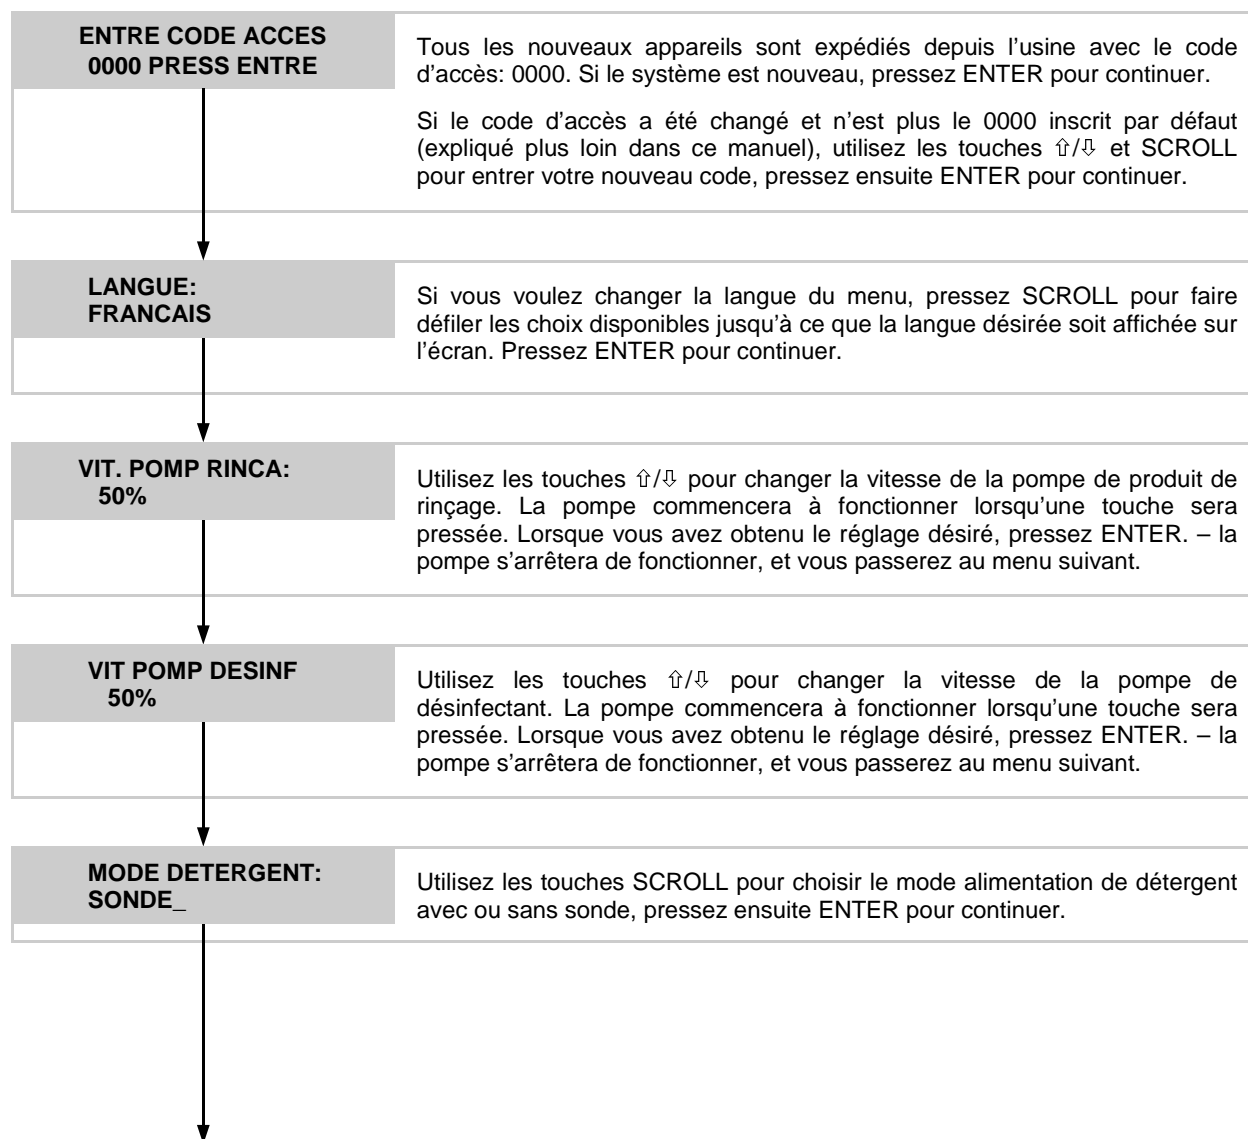 ENTRE CODE ACCES
0000 PRESS ENTRE
Tous les nouveaux appareils sont expédiés depuis l'usine avec le code
d'accès: 0000. Si le système est nouveau, pressez ENTER pour continuer.
Si le code d'accès a été changé et n'est plus le 0000 inscrit par défaut
(expliqué plus loin dans ce manuel), utilisez les touches ⇧/⇩ et SCROLL
pour entrer votre nouveau code, pressez ensuite ENTER pour continuer.
LANGUE:
FRANCAIS
Si vous voulez changer la langue du menu, pressez SCROLL pour faire
défiler les choix disponibles jusqu'à ce que la langue désirée soit affichée sur
l'écran. Pressez ENTER pour continuer.
VIT. POMP RINCA:
50%
Utilisez les touches ⇧/⇩ pour changer la vitesse de la pompe de produit de
rinçage. La pompe commencera à fonctionner lorsqu'une touche sera
pressée. Lorsque vous avez obtenu le réglage désiré, pressez ENTER. – la
pompe s'arrêtera de fonctionner, et vous passerez au menu suivant.
VIT POMP DESINF
50%
Utilisez les touches ⇧/⇩ pour changer la vitesse de la pompe de
désinfectant. La pompe commencera à fonctionner lorsqu'une touche sera
pressée. Lorsque vous avez obtenu le réglage désiré, pressez ENTER. – la
pompe s'arrêtera de fonctionner, et vous passerez au menu suivant.
MODE DETERGENT:
SONDE_
Utilisez les touches SCROLL pour choisir le mode alimentation de détergent
avec ou sans sonde, pressez ensuite ENTER pour continuer.